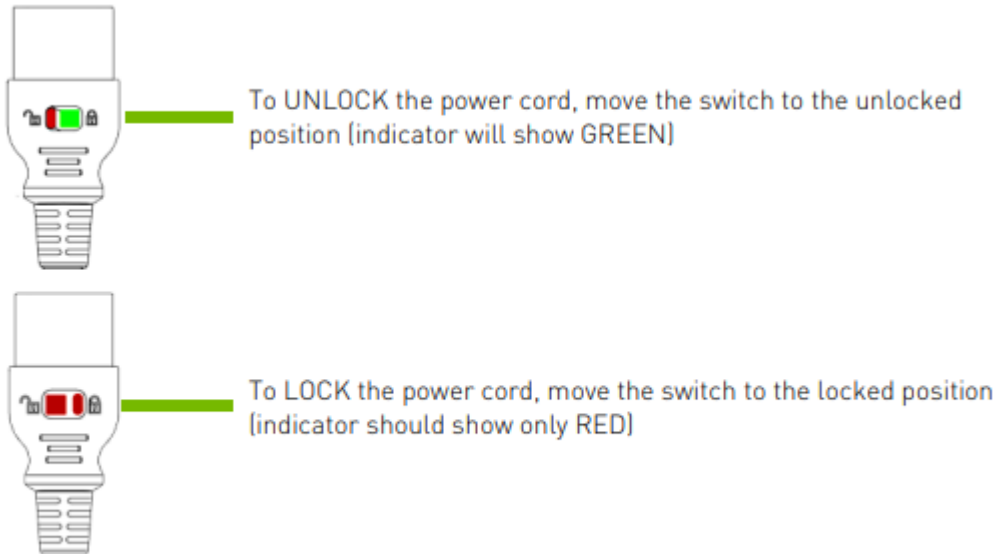 To UNLOCK the power cord, move the switch to the unlocked
position (indicator will show GREEN)
To LOCK the power cord, move the switch to the locked position
(indicator should show only RED)